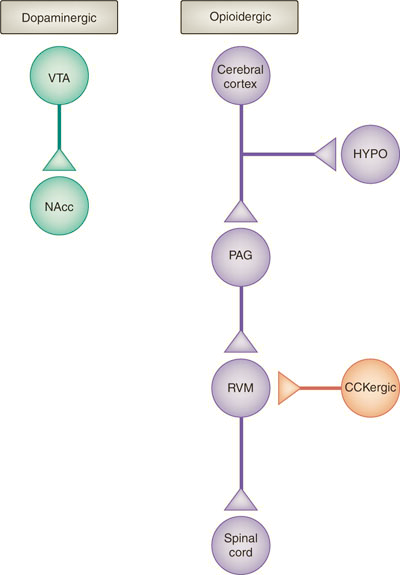 Dopaminergic
Opioidergic
VTA
NAcc
Cerebral
cortex
HYPO
PAG
RVM
CCKergic
Spinal
cord